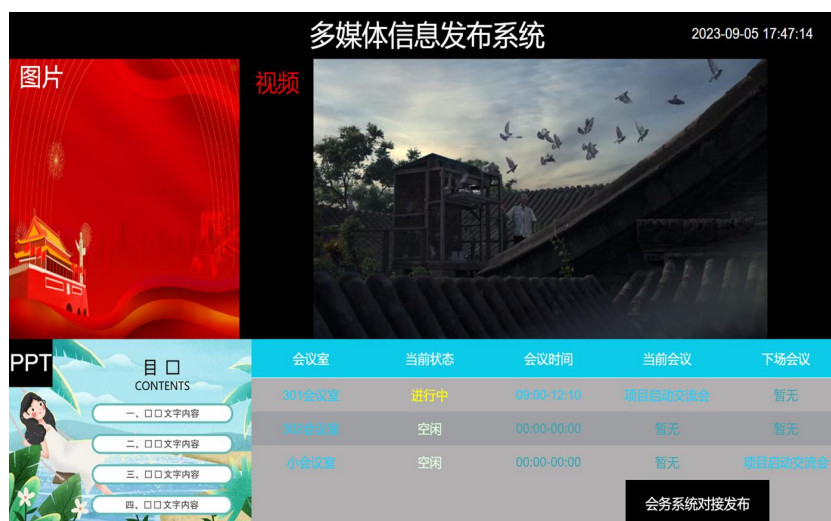 多媒体信息发布系统
2023-09-05 17:47:14
图片
视频
PPT
目口
CONTENTS
一、口口文字内容
二、口口文字内容
三、口口文字内容
四、口口文字内容
会议室 当前状态 会议时间 当前会议 下场会议
301会议室 进行中 09:00-12:10 项目启动交流会 暂无
302会议室 空闲 00:00-00:00 暂无 暂无
小会议室 空闲 00:00-00:00 暂无 项目启动交流会
会务系统对接发布